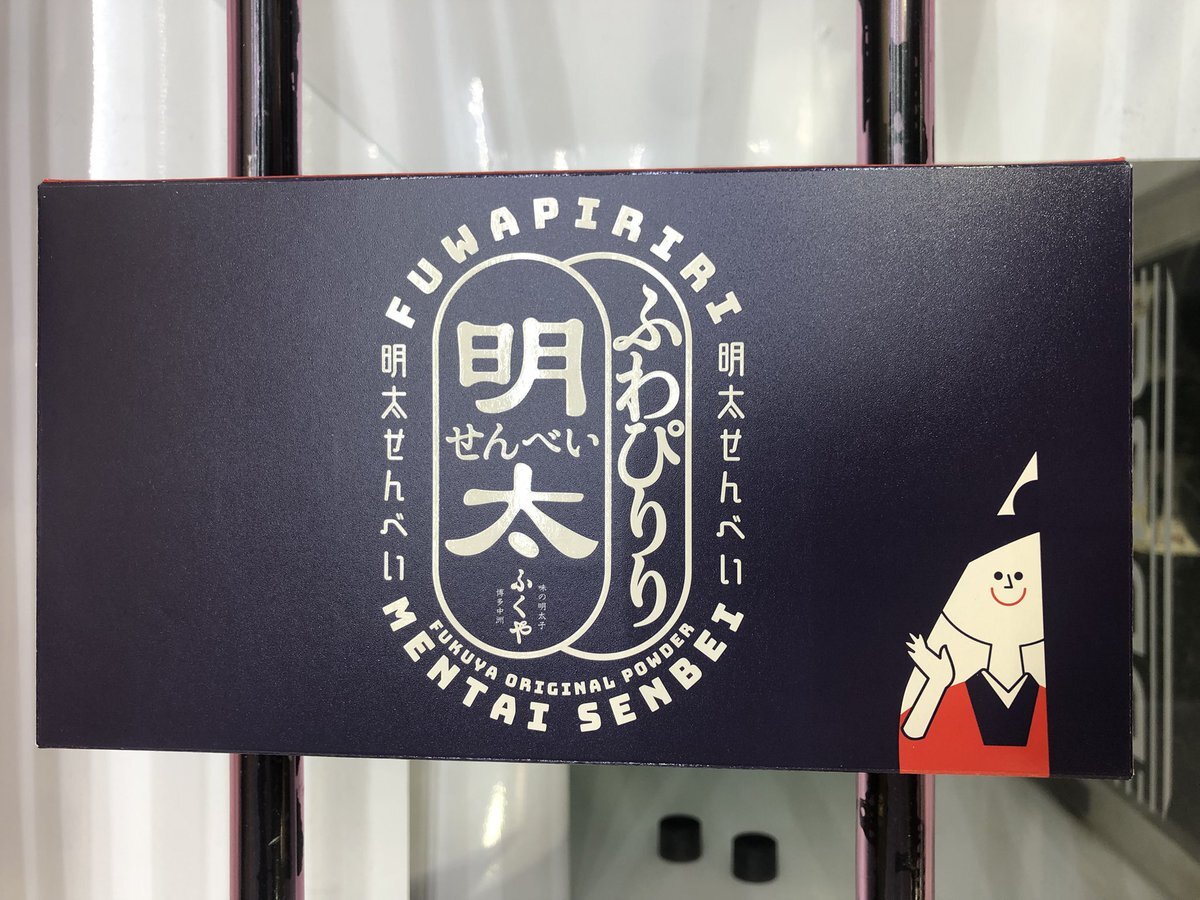 FUWAPIRIRI
明太せんべい
明太
せんべい
ふわぴりり
味の明太子
ふくや
博多中洲
明太せんべい
FUKUYA ORIGINAL POWDER
MENTAI SENBEI